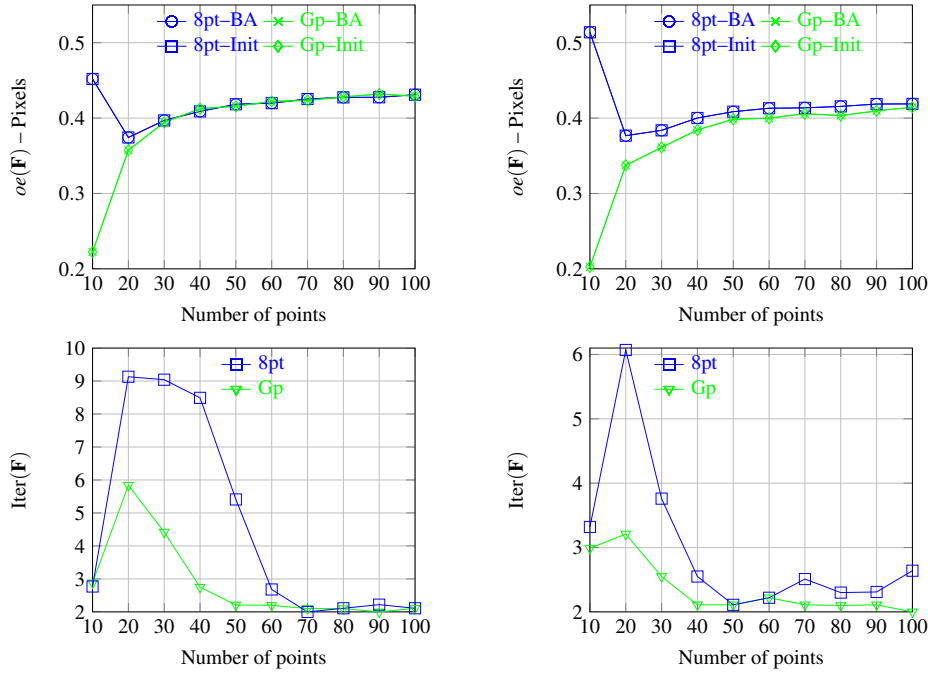 8pt–BA Gp–BA
8pt–Init Gp–Init
0.5
0.4
0.3
0.2
oe(F) – Pixels
10 20 30 40 50 60 70 80 90 100
Number of points
8pt–BA Gp–BA
8pt–Init Gp–Init
0.5
0.4
0.3
0.2
oe(F) – Pixels
10 20 30 40 50 60 70 80 90 100
Number of points
8pt
Gp
10
9
8
7
6
5
4
3
2
Iter(F)
10 20 30 40 50 60 70 80 90 100
Number of points
8pt
Gp
6
5
4
3
2
Iter(F)
10 20 30 40 50 60 70 80 90 100
Number of points